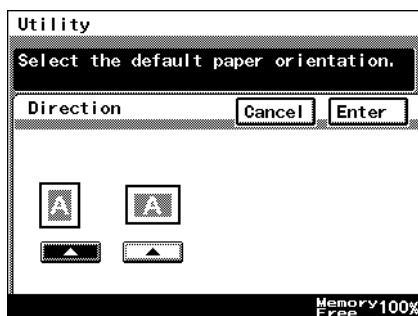 Utility
Select the default paper orientation.
Direction Cancel Enter
A A
Memory
Free 100%